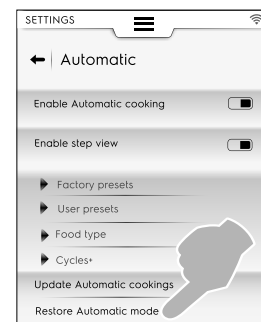 SETTINGS
Automatic
Enable Automatic cooking
Enable step view
Factory presets
User presets
Food type
Cycles+
Update Automatic cookings
Restore Automatic mode